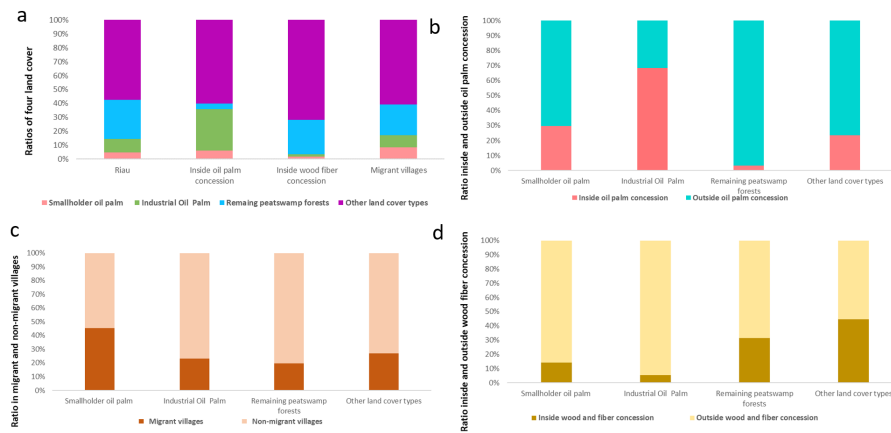 a
Ratios of four land cover
100%
90%
80%
70%
60%
50%
40%
30%
20%
10%
0%
Riau
Inside oil palm
concession
Inside wood fiber
concession
Migrant villages
Smallholder oil palm
Industrial Oil Palm
Remaing peatswamp forests
Other land cover types
b
Ratio inisde and outside oil palm concession
100%
90%
80%
70%
60%
50%
40%
30%
20%
10%
0%
Smallholder oil palm
Industrial Oil Palm
Remaining peatswamp
forests
Other land cover types
Inside oil palm concession
Outside oil palm concession
c
Ratio in migrant and non-migrant villages
100%
90%
80%
70%
60%
50%
40%
30%
20%
10%
0%
Smallholder oil palm
Industrial Oil Palm
Remaining peatswamp
forests
Other land cover types
Migrant villages
Non-migrant villages
d
Ratio inisde and outside wood fiber concession
100%
90%
80%
70%
60%
50%
40%
30%
20%
10%
0%
Smallholder oil palm
Industrial Oil Palm
Remaining peatswamp
forests
Other land cover types
Inside wood and fiber concession
Outside wood and fiber concession